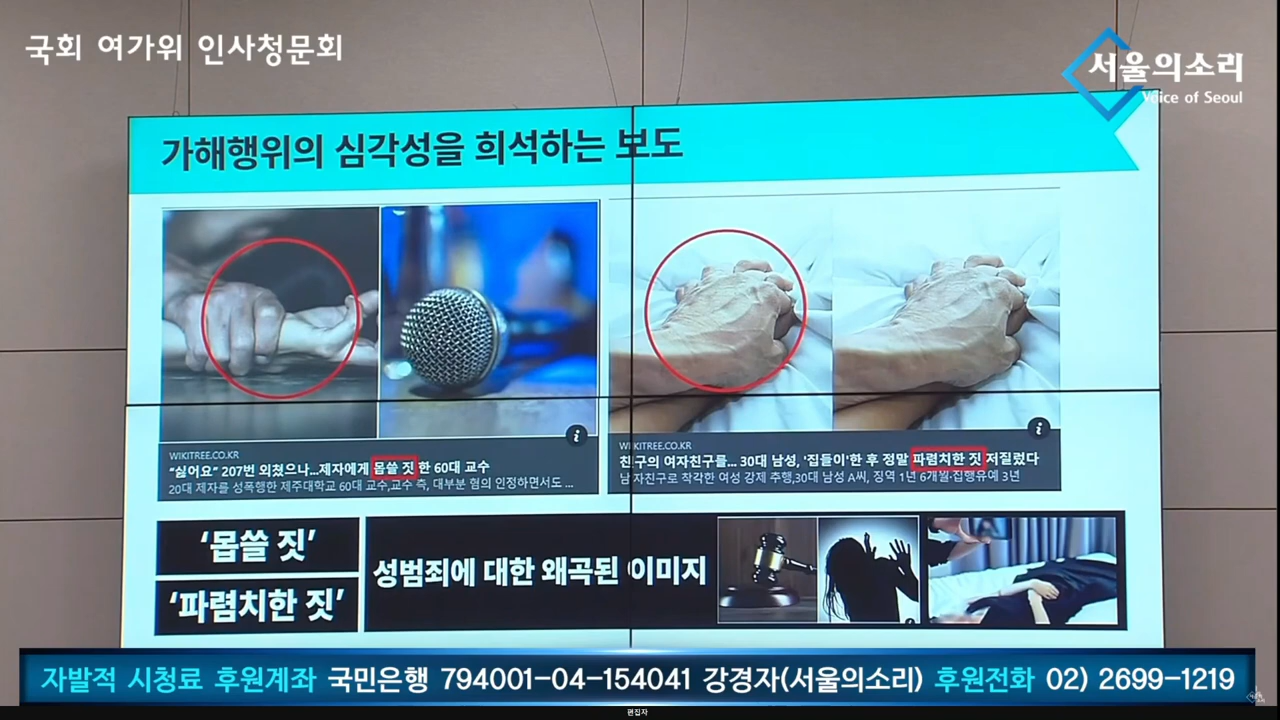 국회 여가위 인사청문회
서울의소리
Voice of Seoul
가해행위의 심각성을 희석하는 보도
WIKITREE.CO.KR
“싫어요” 207번 외쳤으나...제자에게 몹쓸 짓 한 60대 교수
20대 제자를 성폭행한 제주대학교 60대 교수,교수 측, 대부분 혐의 인정하면서도 ...
WIKITREE.CO.KR
친구의 여자친구를... 30대 남성, '집들이'한 후 정말 파렴치한 짓 저질렀다
남자친구로 착각한 여성 강제 추행,30대 남성 A씨, 징역 1년 6개월·집행유예 3년
‘몹쓸 짓’
‘파렴치한 짓’
성범죄에 대한 왜곡된 이미지
자발적 시청료 후원계좌 국민은행 794001-04-154041 강경자(서울의소리) 후원전화 02) 2699-1219
편집자